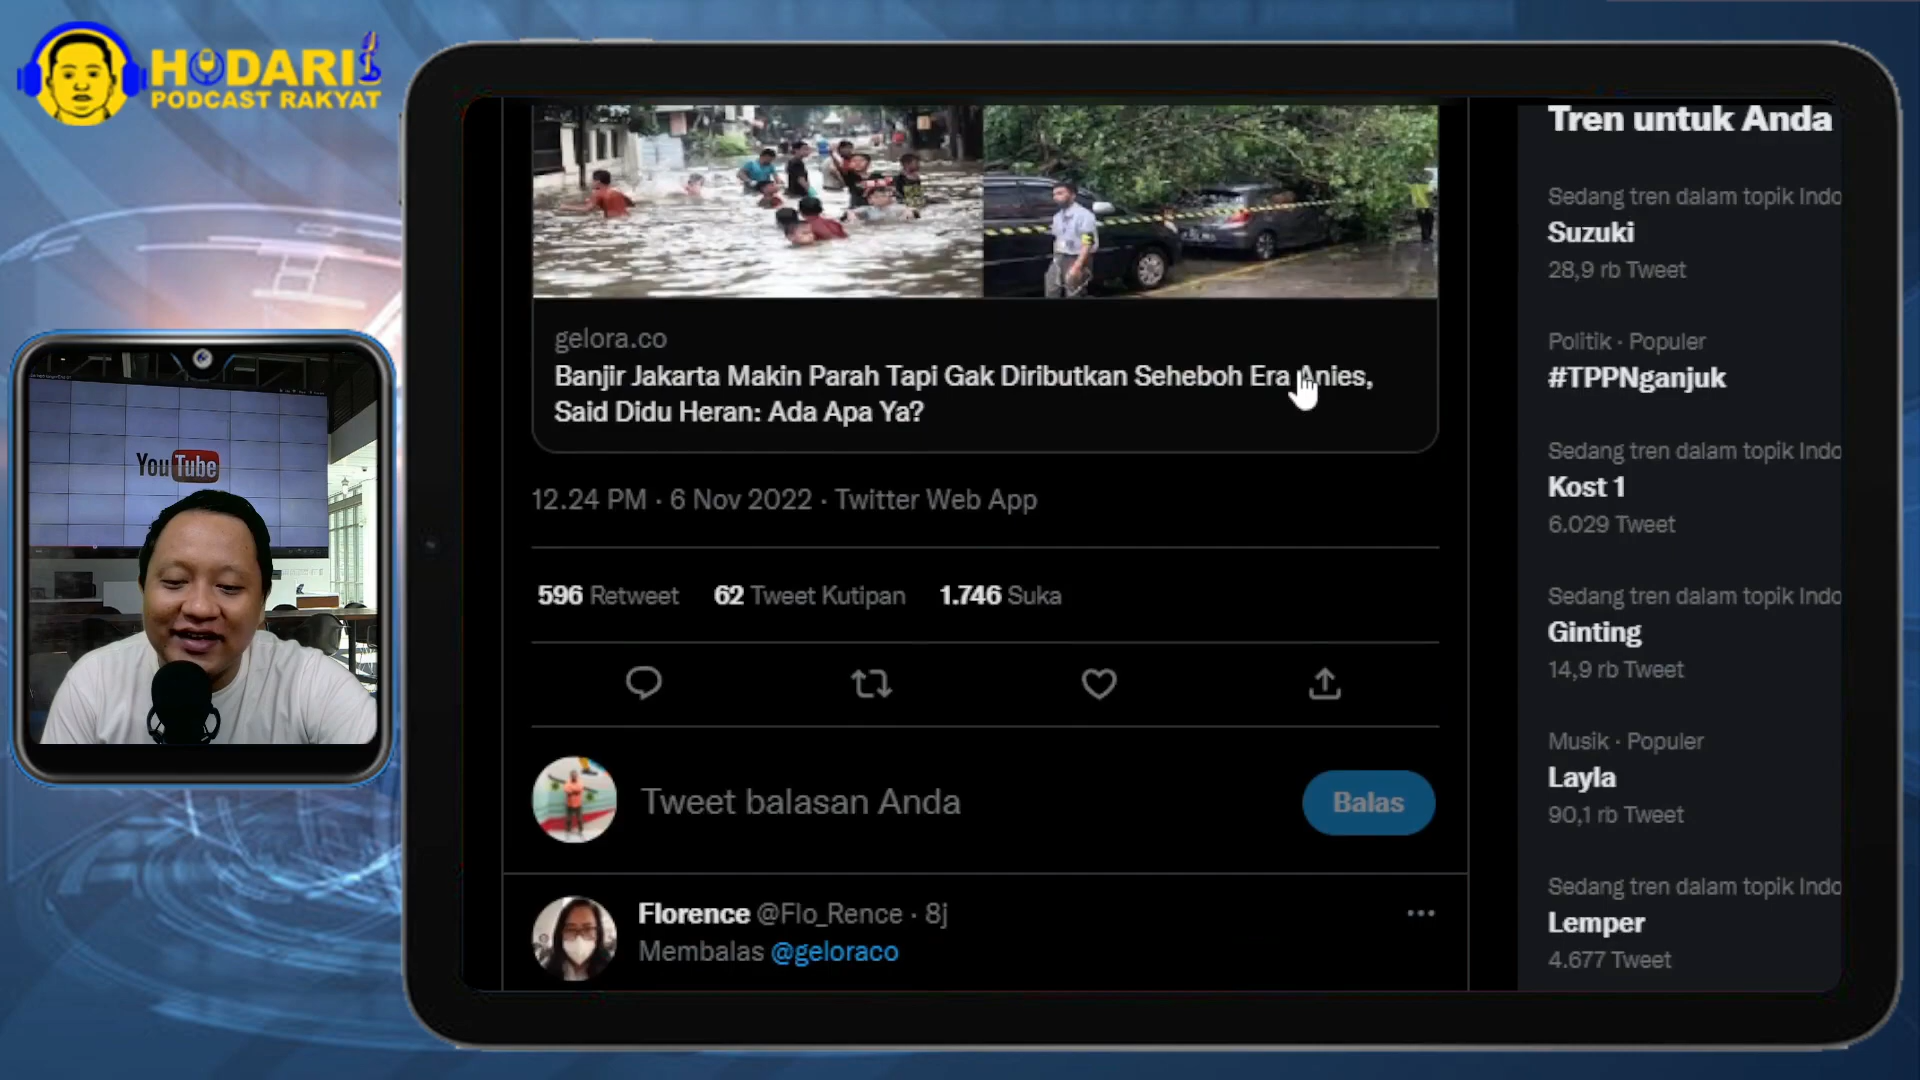 HODARI
PODCAST RAKYAT
YouTube
gelora.co
Banjir Jakarta Makin Parah Tapi Gak Diributkan Seheboh Era Anies,
Said Didu Heran: Ada Apa Ya?
12.24 PM · 6 Nov 2022 · Twitter Web App
596 Retweet 62 Tweet Kutipan 1.746 Suka
Tweet balasan Anda
Balas
Florence @Flo_Rence · 8j
Membalas @geloraco
Tren untuk Anda
Sedang tren dalam topik Indo
Suzuki
28,9 rb Tweet
Politik · Populer
#TPPNganjuk
Sedang tren dalam topik Indo
Kost 1
6.029 Tweet
Sedang tren dalam topik Indo
Ginting
14,9 rb Tweet
Musik · Populer
Layla
90,1 rb Tweet
Sedang tren dalam topik Indo
Lemper
4.677 Tweet